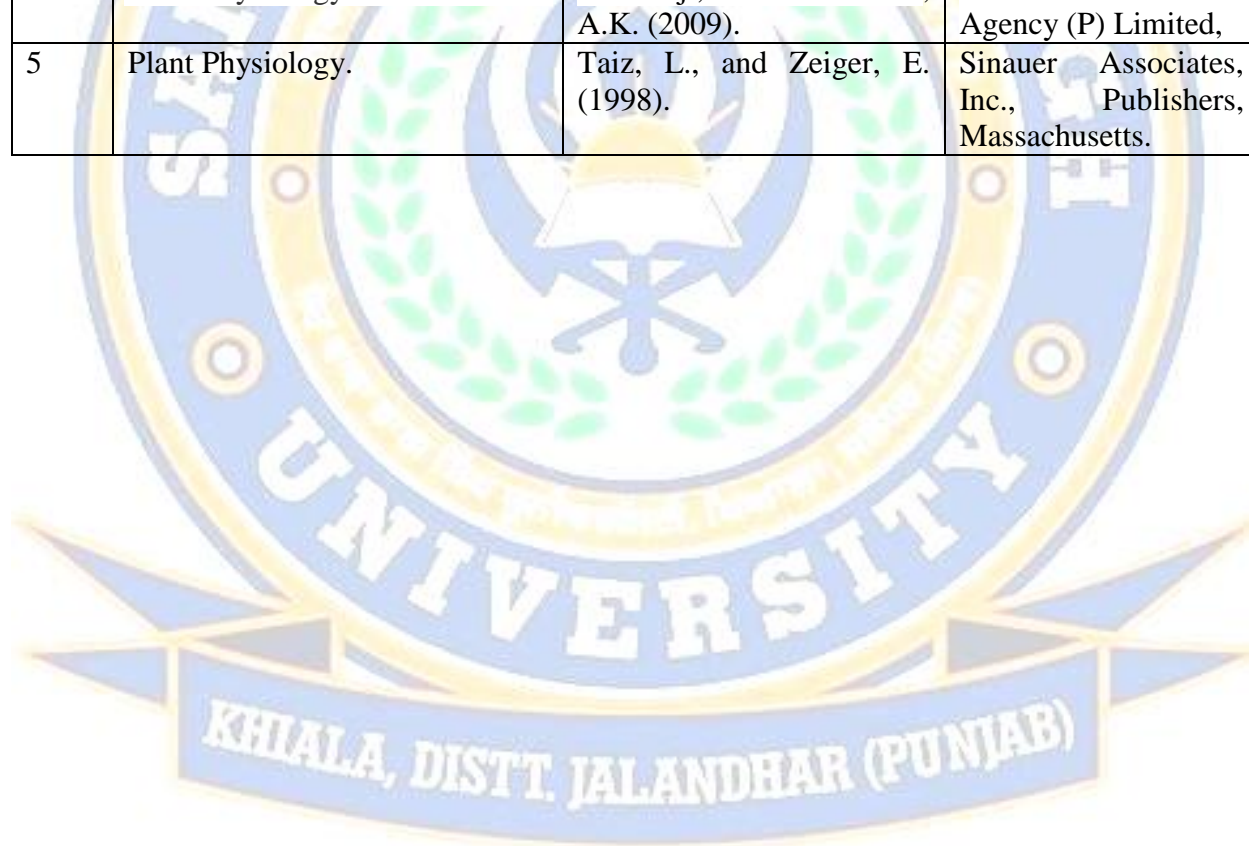 A.K. (2009).
Agency (P) Limited,
5 Plant Physiology. Taiz, L., and Zeiger, E. (1998). Sinauer Associates, Inc., Publishers, Massachusetts.
UNIVERSITY
KHIALA, DISTT. JALANDHAR (PUNJAB)